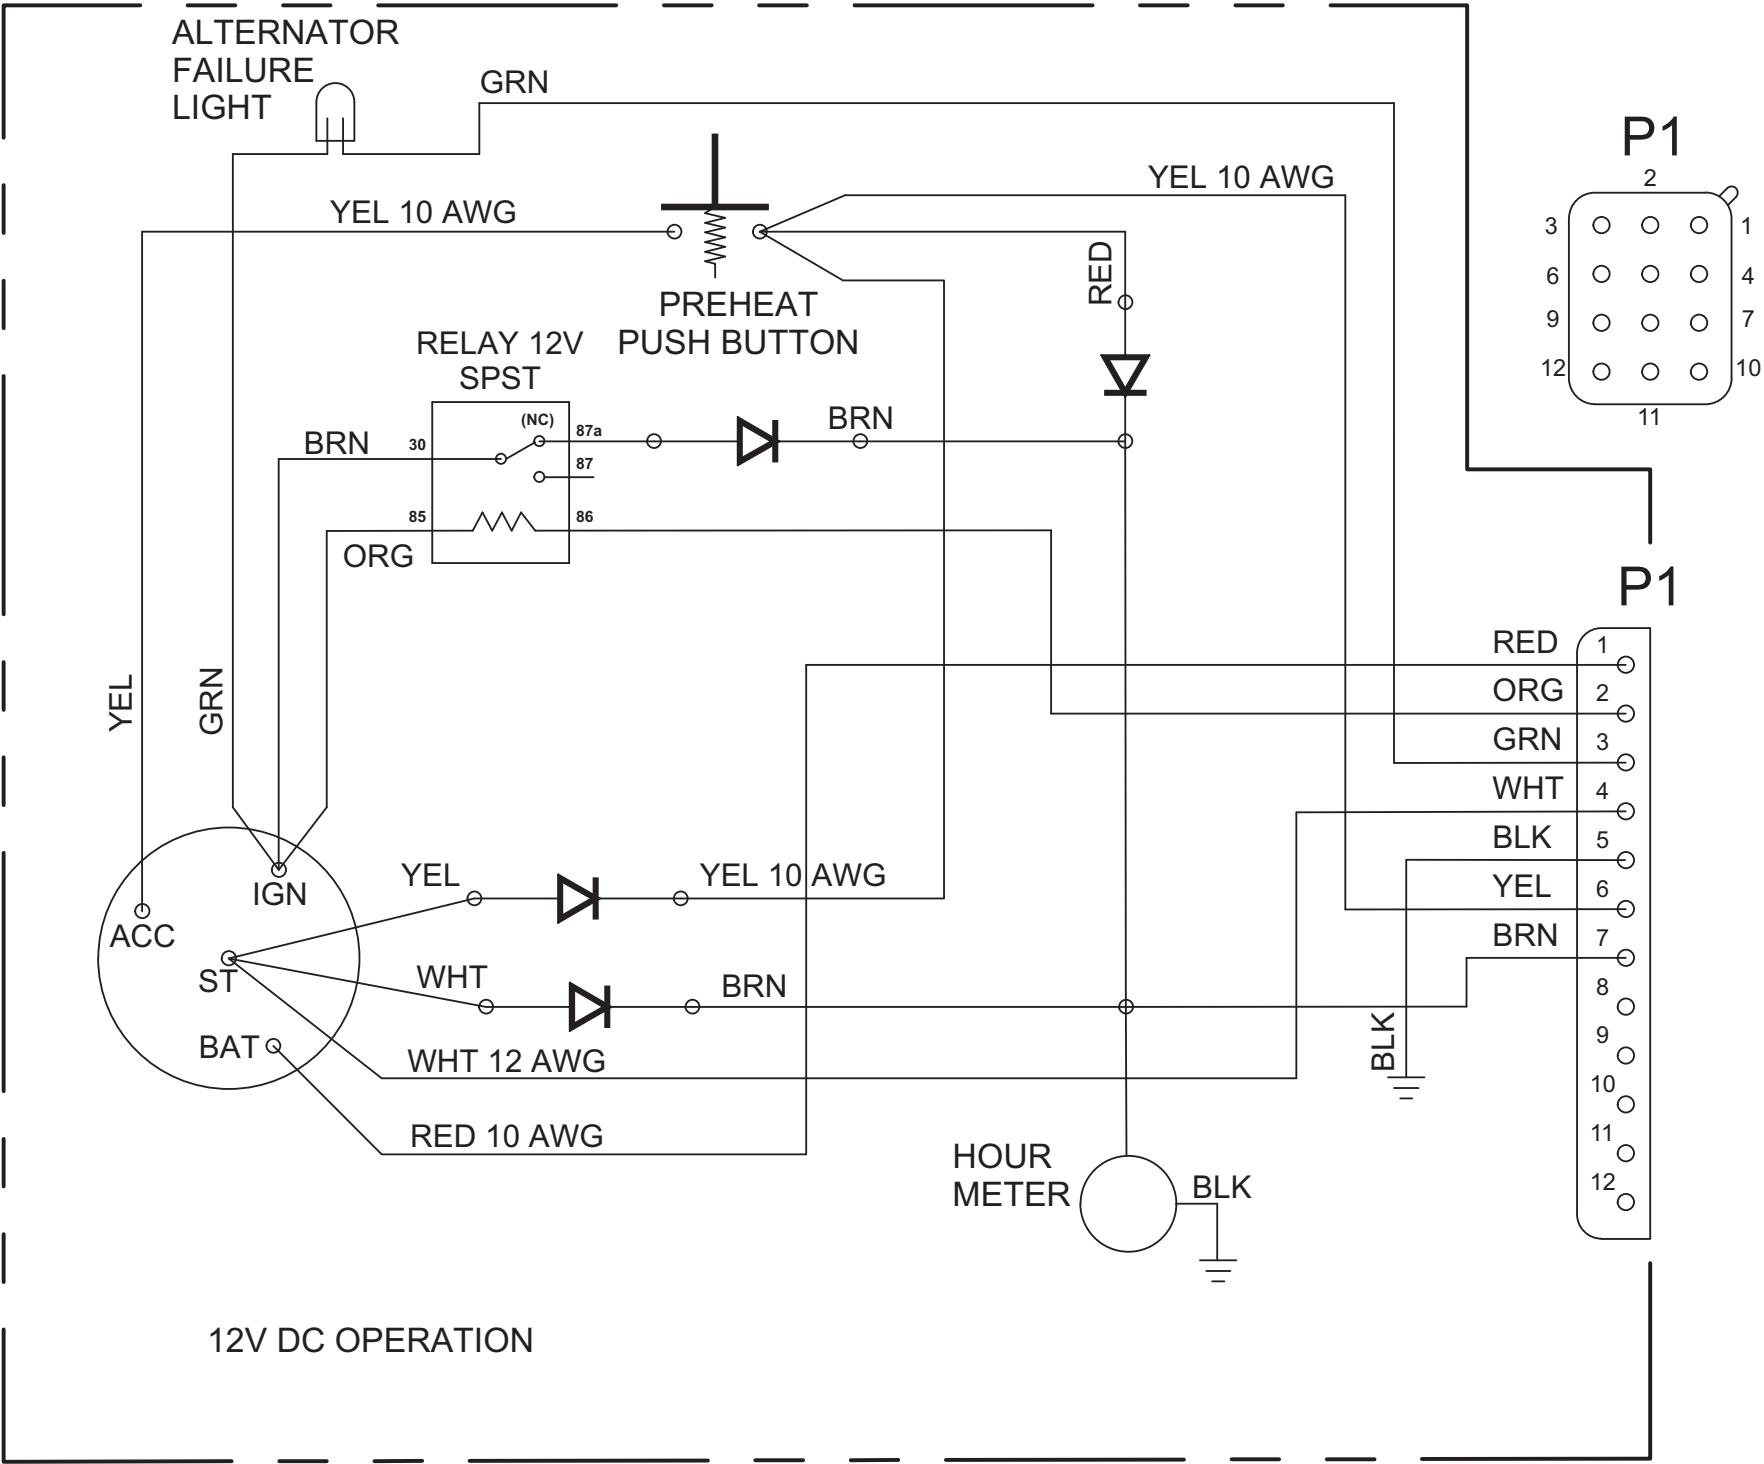 ALTERNATOR
FAILURE
LIGHT
GRN
P1
2
3
1
6
4
9
7
12
10
11
YEL 10 AWG
YEL 10 AWG
RED
PREHEAT
PUSH BUTTON
RELAY 12V
SPST
(NC)
BRN
30
87a
87
BRN
85
86
ORG
P1
YEL
GRN
RED
1
ORG
2
GRN
3
WHT
4
BLK
5
YEL
6
BRN
7
8
9
10
11
12
IGN
ACC
ST
BAT
YEL
YEL 10 AWG
WHT
BRN
WHT 12 AWG
BLK
RED 10 AWG
HOUR
METER
BLK
12V DC OPERATION